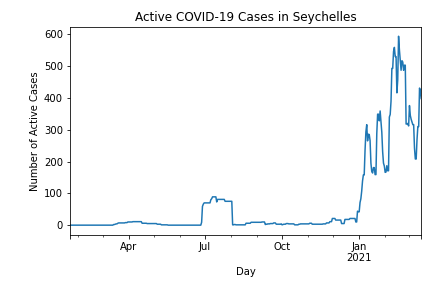 Active COVID-19 Cases in Seychelles
600
500
400
300
200
100
0
Number of Active Cases
Apr
Jul
Oct
Jan
2021
Day